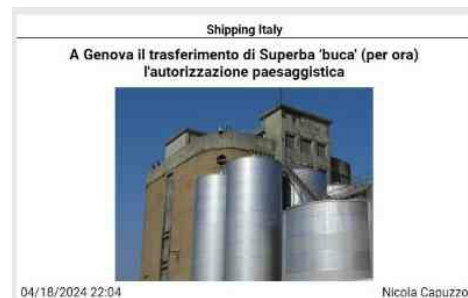 Shipping Italy
A Genova il trasferimento di Superba 'buca' (per ora)
l'autorizzazione paesaggistica
04/18/2024 22:04 Nicola Capuzzo